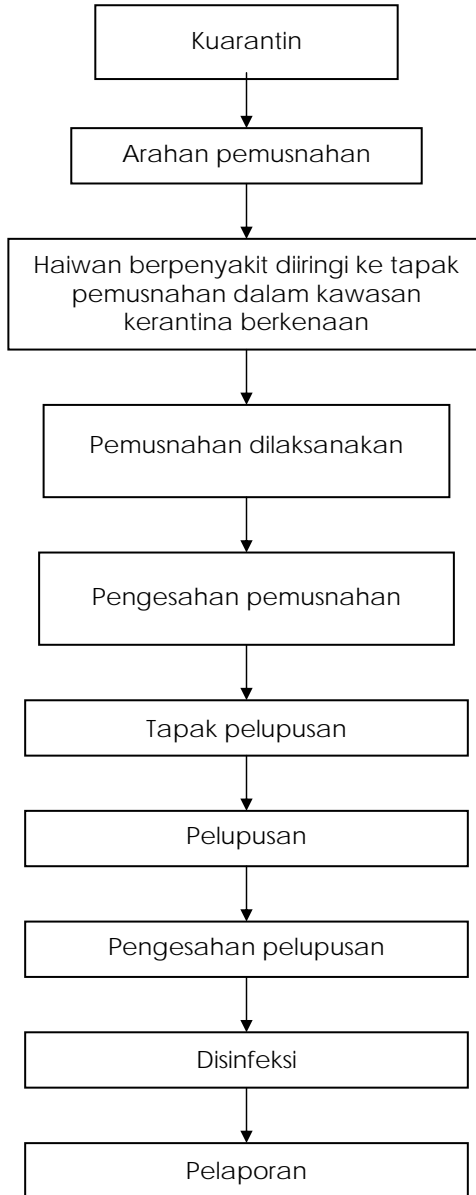 Kuarantin
Arahan pemusnahan
Haiwan berpenyakit diiringi ke tapak
pemusnahan dalam kawasan
kerantina berkenaan
Pemusnahan dilaksanakan
Pengesahan pemusnahan
Tapak pelupusan
Pelupusan
Pengesahan pelupusan
Disinfeksi
Pelaporan